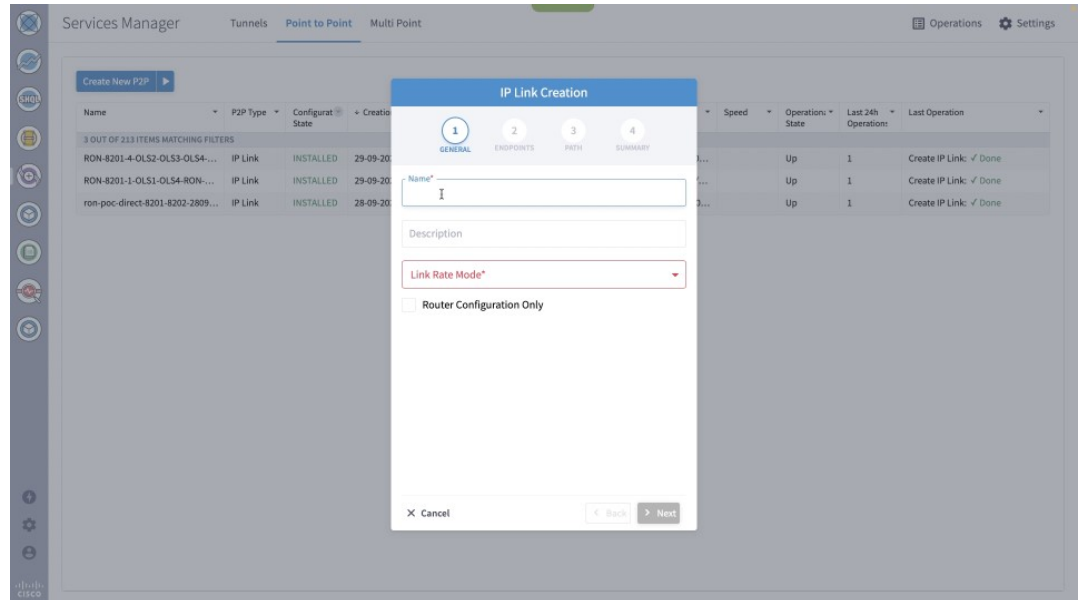 Services Manager
Tunnels
Point to Point
Multi Point
Operations
Settings
SHQL
Create New P2P
Name
P2P Type
Configurat
State
Creatio
Speed
Operation:
State
Last 24h
Operation:
Last Operation
3 OUT OF 213 ITEMS MATCHING FILTERS
RON-8201-4-OLS2-OLS3-OLS4-... IP Link INSTALLED 29-09-20 ... Up 1 Create IP Link: ✓ Done
RON-8201-1-OLS1-OLS4-RON-... IP Link INSTALLED 29-09-20 ... Up 1 Create IP Link: ✓ Done
ron-poc-direct-8201-8202-2809... IP Link INSTALLED 28-09-20 ... Up 1 Create IP Link: ✓ Done
IP Link Creation
1
GENERAL
2
ENDPOINTS
3
PATH
4
SUMMARY
Name*
Description
Link Rate Mode*
Router Configuration Only
Cancel
Back
Next
CISCO